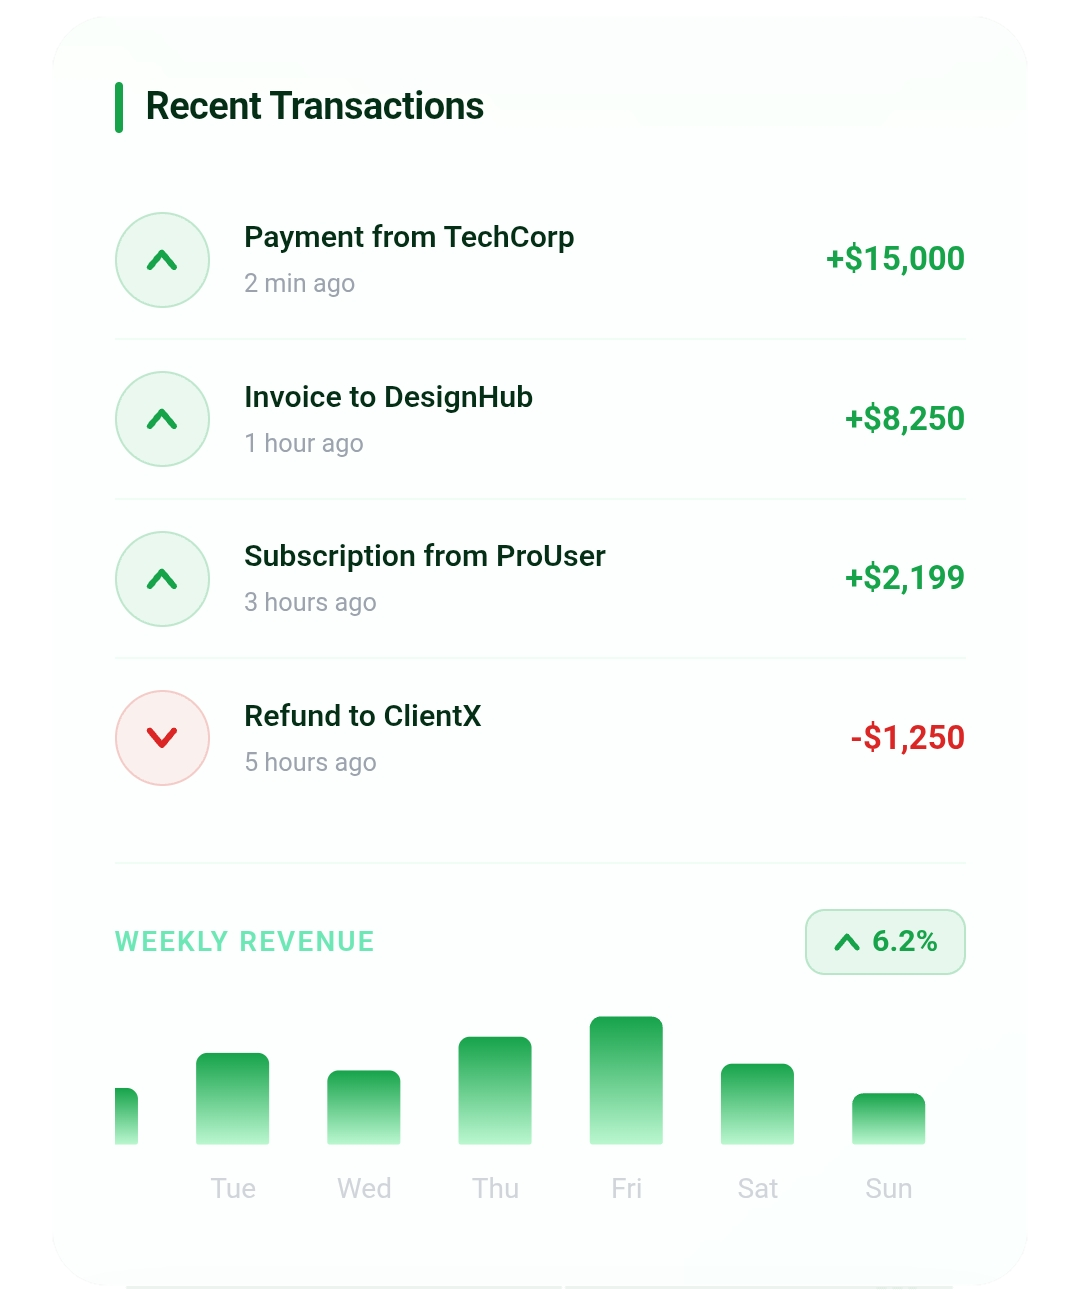 Recent Transactions
Payment from TechCorp
2 min ago
+$15,000
Invoice to DesignHub
1 hour ago
+$8,250
Subscription from ProUser
3 hours ago
+$2,199
Refund to ClientX
5 hours ago
-$1,250
WEEKLY REVENUE
6.2%
Tue Wed Thu Fri Sat Sun